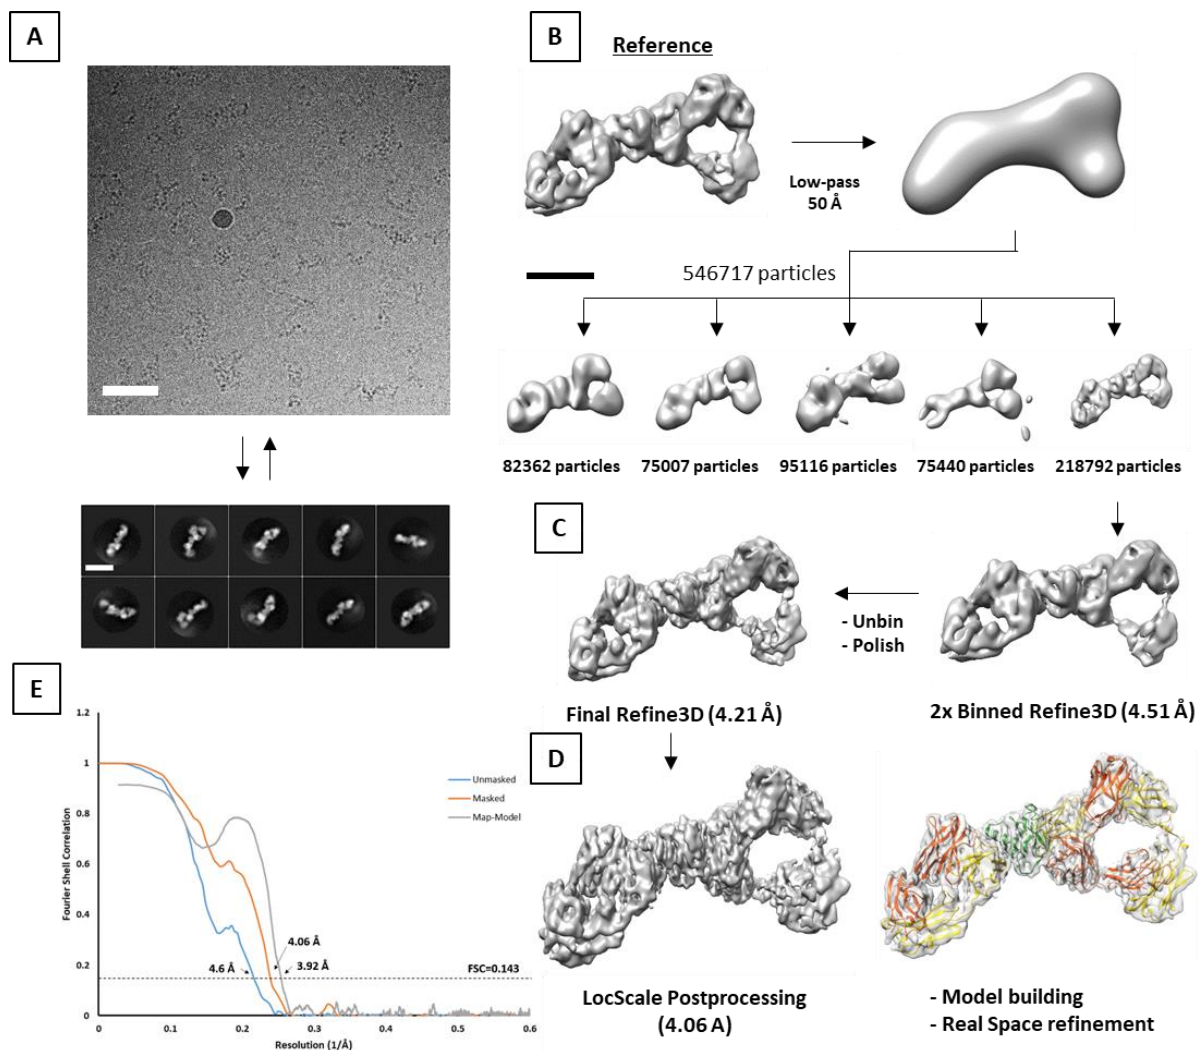 A
B
Reference
Low-pass
50 Å
546717 particles
82362 particles
75007 particles
95116 particles
75440 particles
218792 particles
C
- Unbin
- Polish
Final Refine3D (4.21 Å)
2x Binned Refine3D (4.51 Å)
D
LocScale Postprocessing
(4.06 A)
- Model building
- Real Space refinement
E
1.2
1
0.8
0.6
0.4
0.2
0
Fourier Shell Correlation
Unmasked
Masked
Map-Model
4.06 Å
4.6 Å
3.92 Å
FSC=0.143
0
0.1
0.2
0.3
0.4
0.5
0.6
Resolution (1/Å)